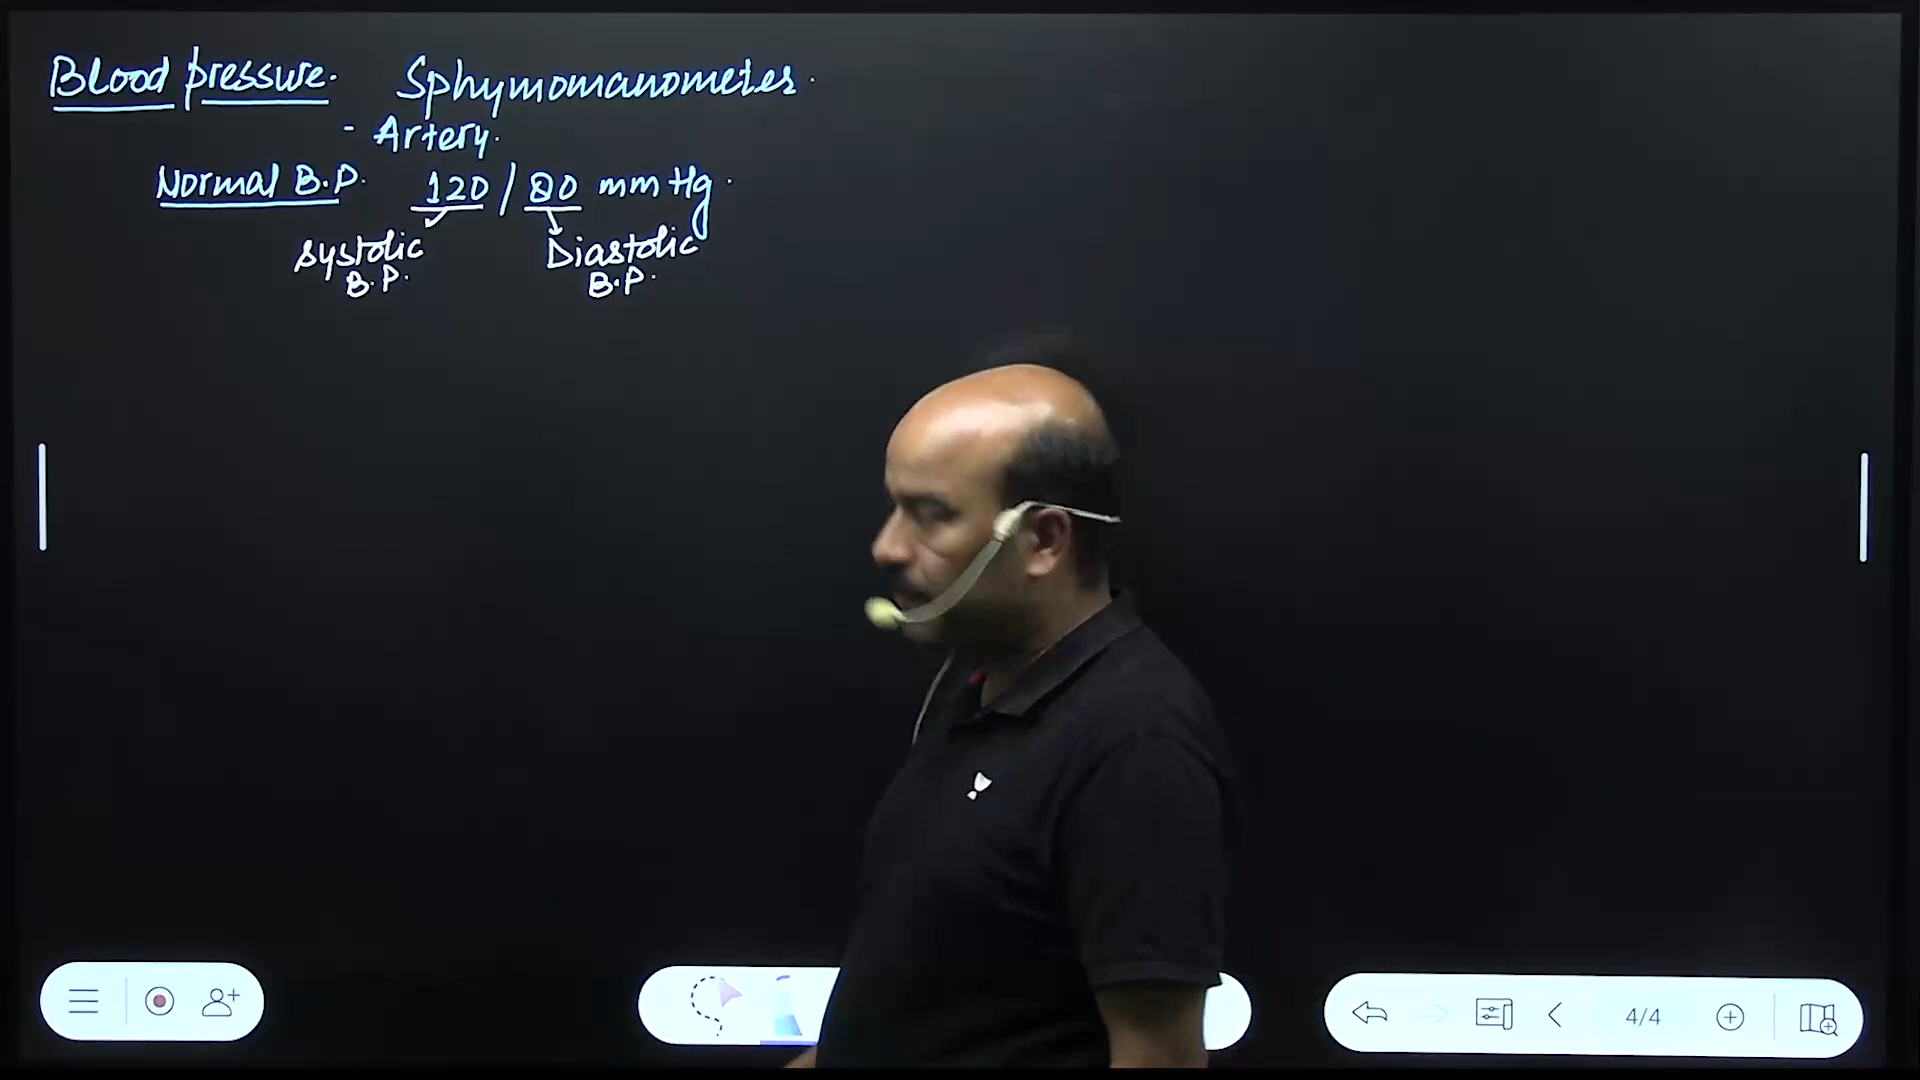 Blood pressure. Sphymomanometer.
- Artery.
Normal B.P. 120 / 80 mm Hg.
Systolic Diastolic
B.P. B.P.
4/4